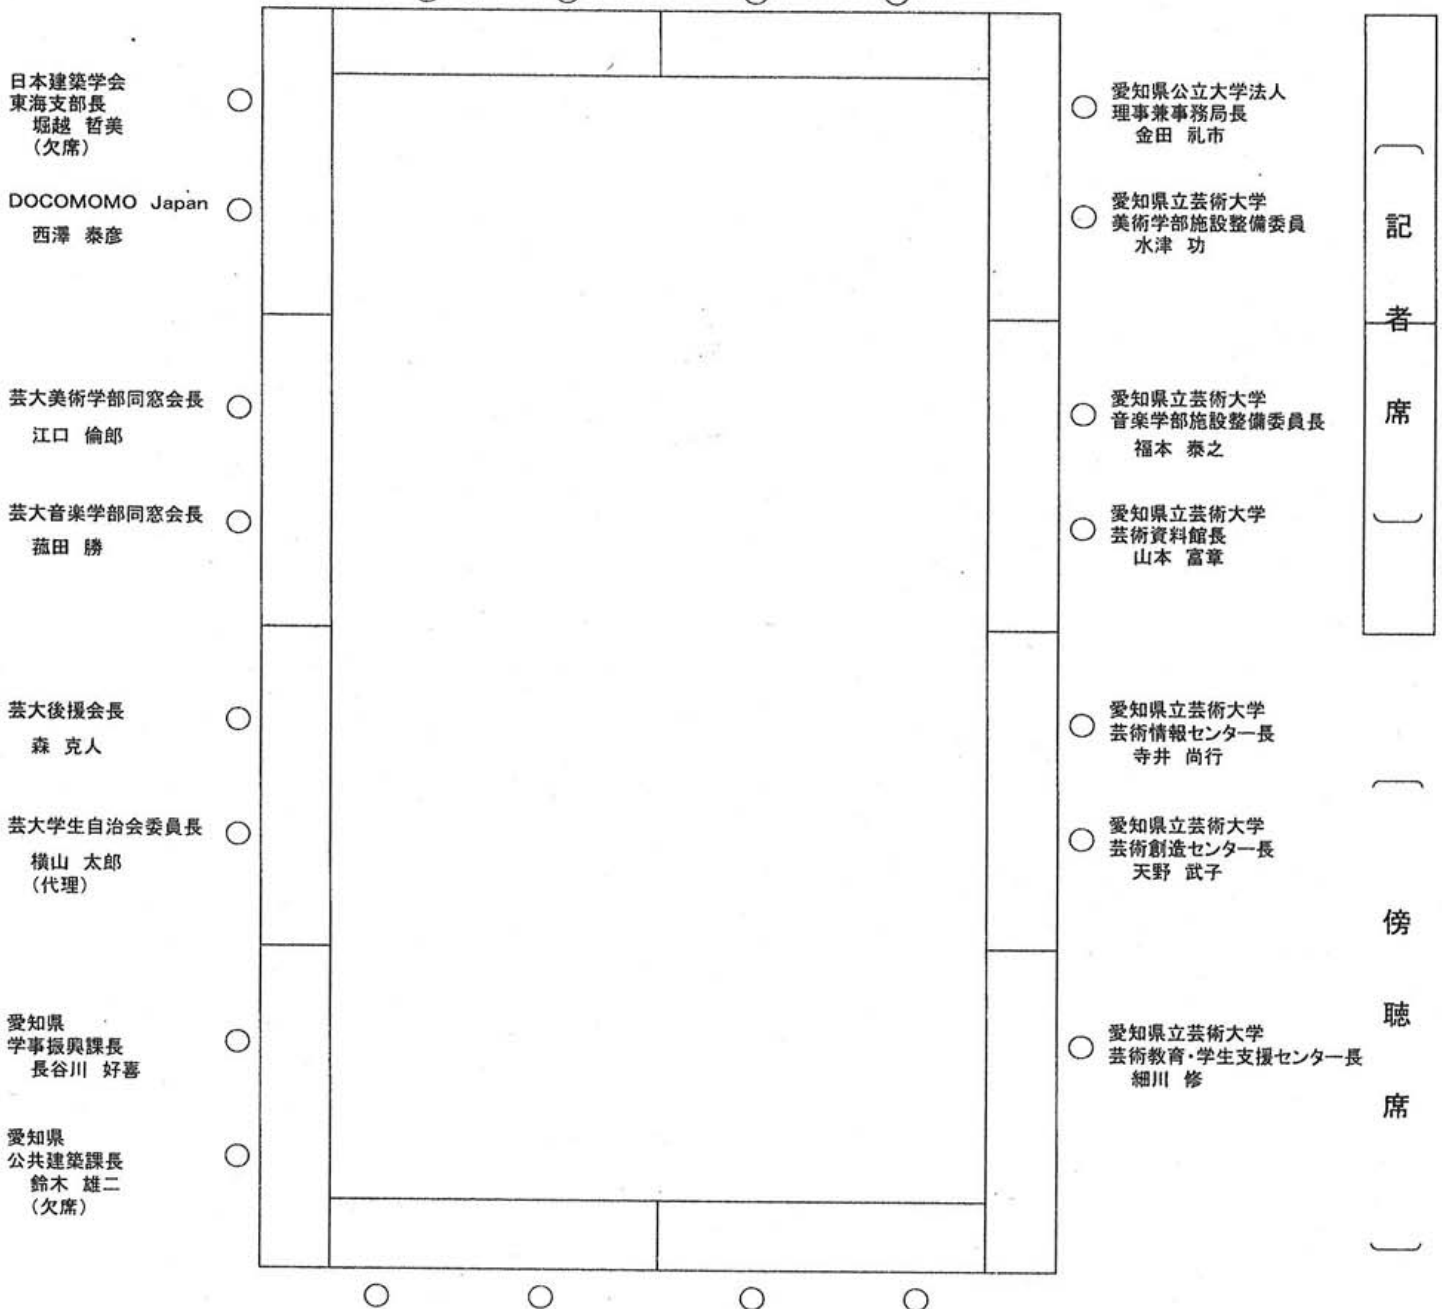 日本建築学会
東海支部長
堀越 哲美
(欠席)
DOCOMOMO Japan
西澤 泰彦
芸大美術学部同窓会長
江口 倫郎
芸大音楽学部同窓会長
菰田 勝
芸大後援会長
森 克人
芸大学生自治会委員長
横山 太郎
(代理)
愛知県
学事振興課長
長谷川 好喜
愛知県
公共建築課長
鈴木 雄二
(欠席)
愛知県公立大学法人
理事兼事務局長
金田 礼市
愛知県立芸術大学
美術学部施設整備委員
水津 功
愛知県立芸術大学
音楽学部施設整備委員長
福本 泰之
愛知県立芸術大学
芸術資料館長
山本 富章
愛知県立芸術大学
芸術情報センター長
寺井 尚行
愛知県立芸術大学
芸術創造センター長
天野 武子
愛知県立芸術大学
芸術教育・学生支援センター長
細川 修
記者席
傍聴席